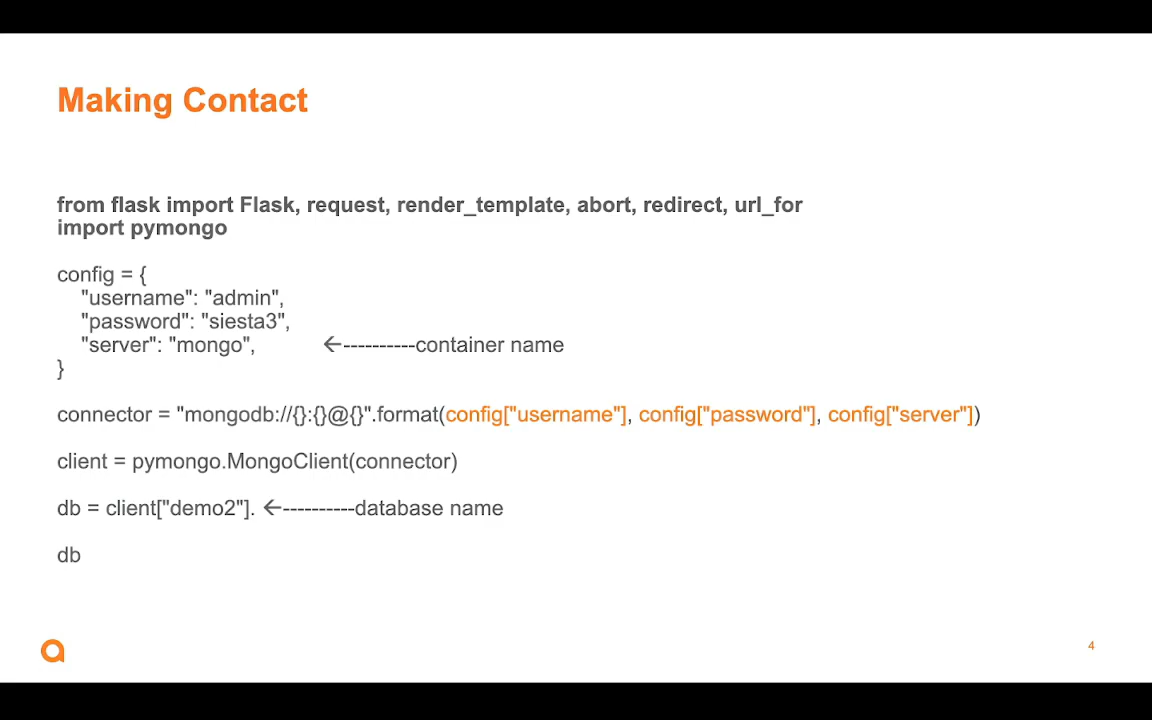 Making Contact
from flask import Flask, request, render_template, abort, redirect, url_for
import pymongo
config = {
"username": "admin",
"password": "siesta3",
"server": "mongo", ←----------container name
}
connector = "mongodb://{}:{}@{}".format(config["username"], config["password"], config["server"])
client = pymongo.MongoClient(connector)
db = client["demo2"]. ←----------database name
db
4